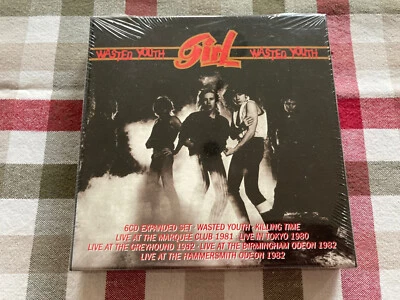 WASTED YOUTH GIRL WASTED YOUTH
6CD EXPANDED SET · WASTED YOUTH · KILLING TIME
LIVE AT THE MARQUEE CLUB 1981 · LIVE IN TOKYO 1980
LIVE AT THE GREYHOUND 1982 · LIVE AT THE BIRMINGHAM ODEON 1982
LIVE AT THE HAMMERSMITH ODEON 1982